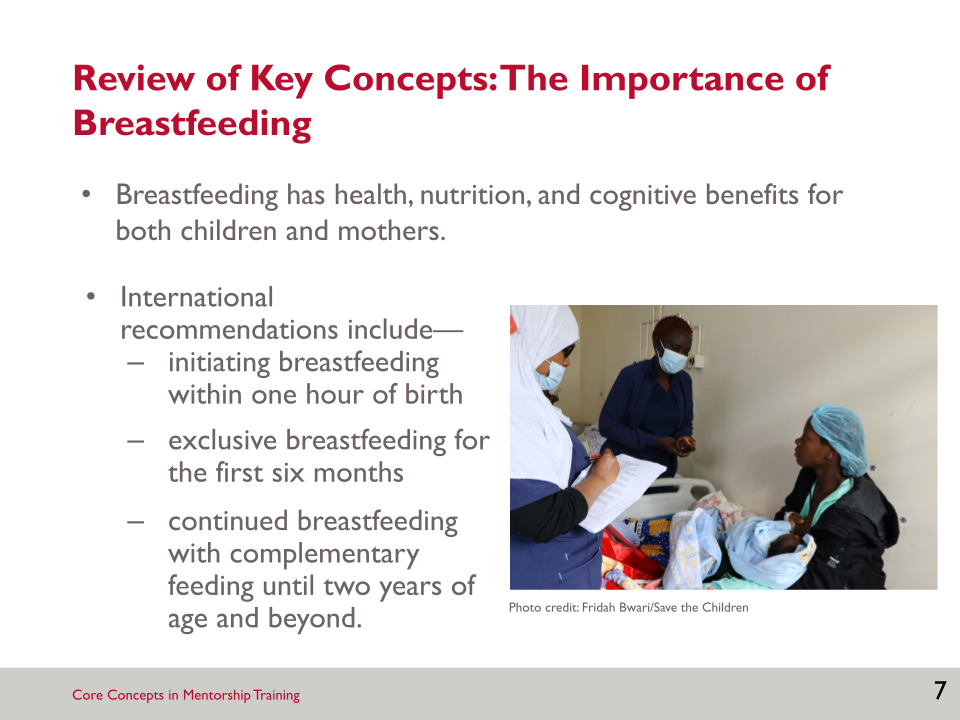 Review of Key Concepts: The Importance of
Breastfeeding
• Breastfeeding has health, nutrition, and cognitive benefits for
both children and mothers.
• International
recommendations include—
– initiating breastfeeding
within one hour of birth
– exclusive breastfeeding for
the first six months
– continued breastfeeding
with complementary
feeding until two years of
age and beyond.
Photo credit: Fridah Bwari/Save the Children
Core Concepts in Mentorship Training
7